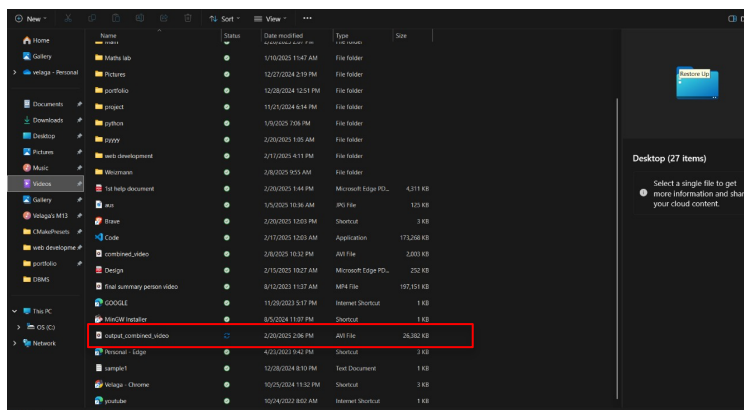 New
Sort
View
Name
Status
Date modified
Type
Size
Home
Gallery
velaga - Personal
Documents
Downloads
Desktop
Pictures
Music
Videos
Gallery
Velaga's M13
CMakePresets
web developme
portfolio
DBMS
This PC
OS (C:)
Network
Maths lab 1/10/2025 11:47 AM File folder
Pictures 12/27/2024 2:19 PM File folder
portfolio 12/28/2024 12:51 PM File folder
project 11/21/2024 6:14 PM File folder
python 1/9/2025 7:06 PM File folder
pyyyy 2/20/2025 1:05 AM File folder
web development 2/17/2025 4:11 PM File folder
Weizmann 2/8/2025 9:55 AM File folder
1st help document 2/20/2025 1:44 PM Microsoft Edge PD... 4,311 KB
aus 1/5/2025 10:36 AM JPG File 125 KB
Brave 2/20/2025 12:03 PM Shortcut 3 KB
Code 2/17/2025 12:03 AM Application 173,268 KB
combined_video 2/8/2025 10:32 PM AVI File 2,003 KB
Design 2/15/2025 10:27 AM Microsoft Edge PD... 252 KB
final summary person video 8/12/2023 11:37 AM MP4 File 197,151 KB
GOOGLE 11/29/2023 5:17 PM Internet Shortcut 1 KB
MinGW Installer 8/5/2024 11:07 PM Shortcut 1 KB
output_combined_video 2/20/2025 2:06 PM AVI File 26,382 KB
Personal - Edge 4/23/2023 9:42 PM Shortcut 3 KB
sample1 12/28/2024 8:10 PM Text Document 1 KB
Velaga - Chrome 10/25/2024 11:32 PM Shortcut 3 KB
youtube 10/24/2022 8:02 AM Internet Shortcut 1 KB
Restore Up
Desktop (27 items)
Select a single file to get
more information and shar
your cloud content.